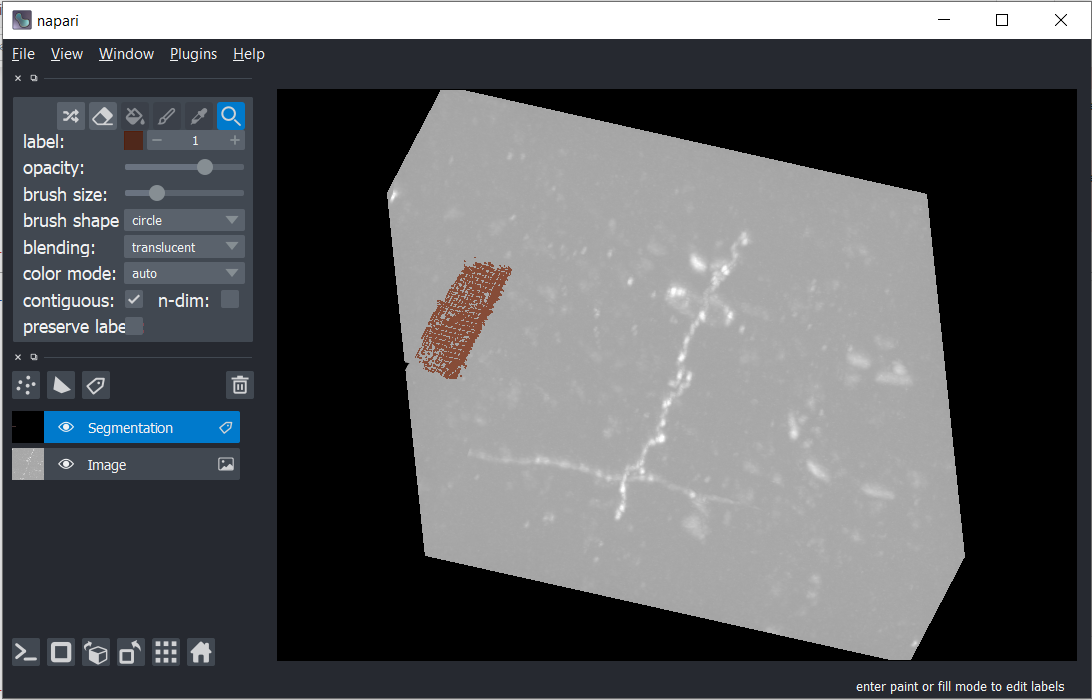 napari
File View Window Plugins Help
label: 1
opacity:
brush size:
brush shape circle
blending: translucent
color mode: auto
contiguous: n-dim:
preserve labe
Segmentation
Image
enter paint or fill mode to edit labels